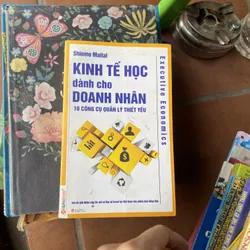 Shlomo Maital
KINH TẾ HỌC
dành cho
DOANH NHÂN
10 CÔNG CỤ QUẢN LÝ THIẾT YẾU
Executive Economics